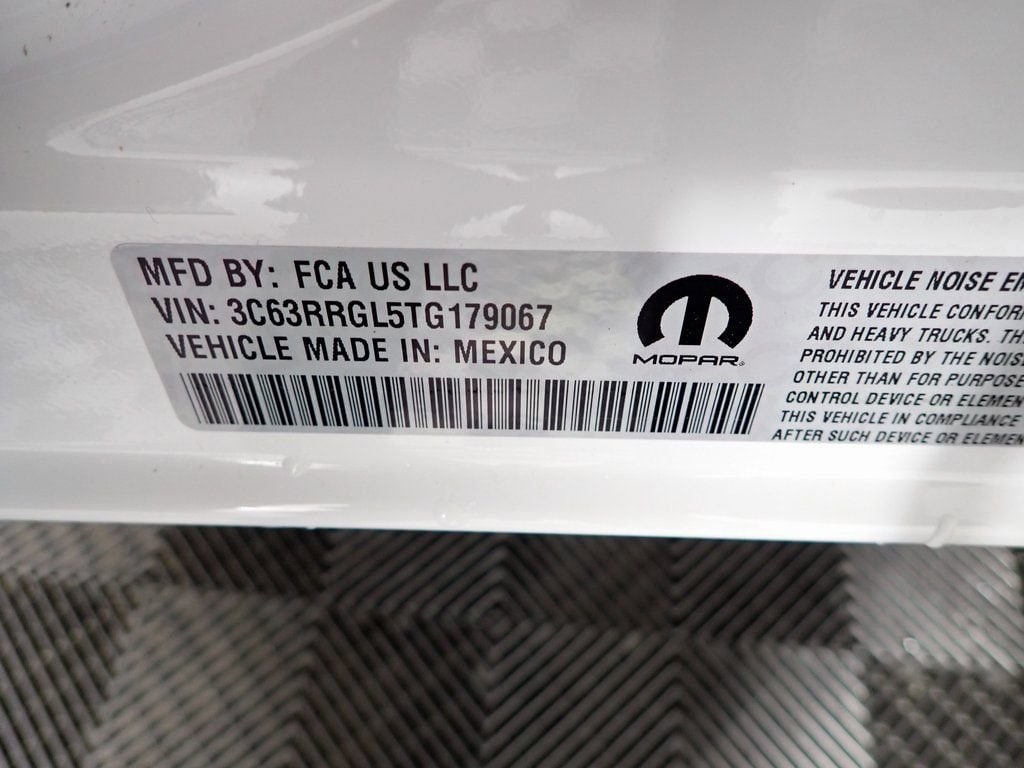 MFD BY: FCA US LLC
VIN: 3C63RRGL5TG179067
VEHICLE MADE IN: MEXICO
MOPAR®
VEHICLE NOISE
THIS VEHICLE
AND HEAVY TRUCKS.
PROHIBITED BY THE
OTHER THAN FOR
CONTROL DEVICE OR
THIS VEHICLE IN COMPLIANCE
AFTER SUCH DEVICE OR